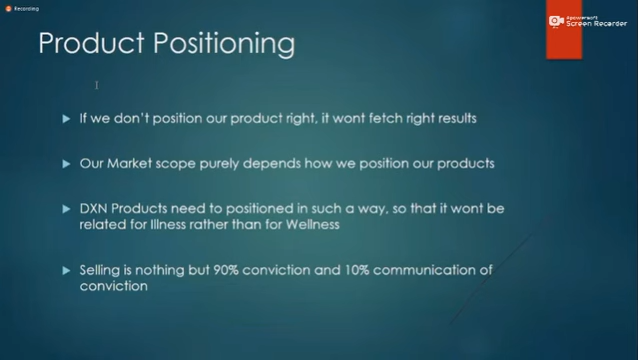 Recording
Apowersoft
Screen Recorder
Product Positioning
If we don't position our product right, it wont fetch right results
Our Market scope purely depends how we position our products
DXN Products need to positioned in such a way, so that it wont be
related for Illness rather than for Wellness
Selling is nothing but 90% conviction and 10% communication of
conviction